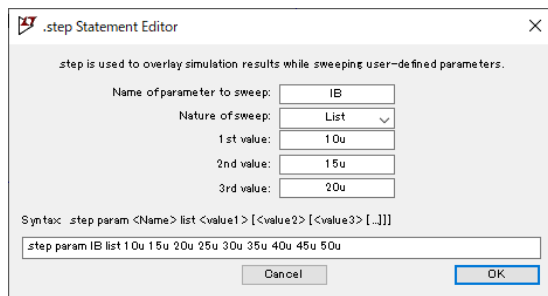 .step Statement Editor
.step is used to overlay simulation results while sweeping user-defined parameters.
Name of parameter to sweep: IB
Nature of sweep: List
1st value: 10u
2nd value: 15u
3rd value: 20u
Syntax: .step param <Name> list <value1> [<value2> [<value3> [...]]]
.step param IB list 10u 15u 20u 25u 30u 35u 40u 45u 50u
Cancel OK